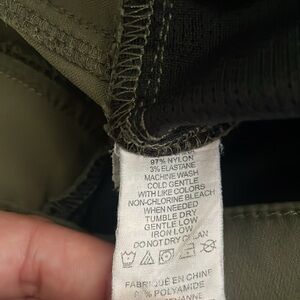 97% NYLON
3% ELASTANE
MACHINE WASH
COLD GENTLE
WITH LIKE COLORS
NON-CHLORINE BLEACH
WHEN NEEDED
TUMBLE DRY
GENTLE LOW
IRON LOW
DO NOT DRY CLEAN
FABRIQUÉ EN CHINE
POLYAMIDE